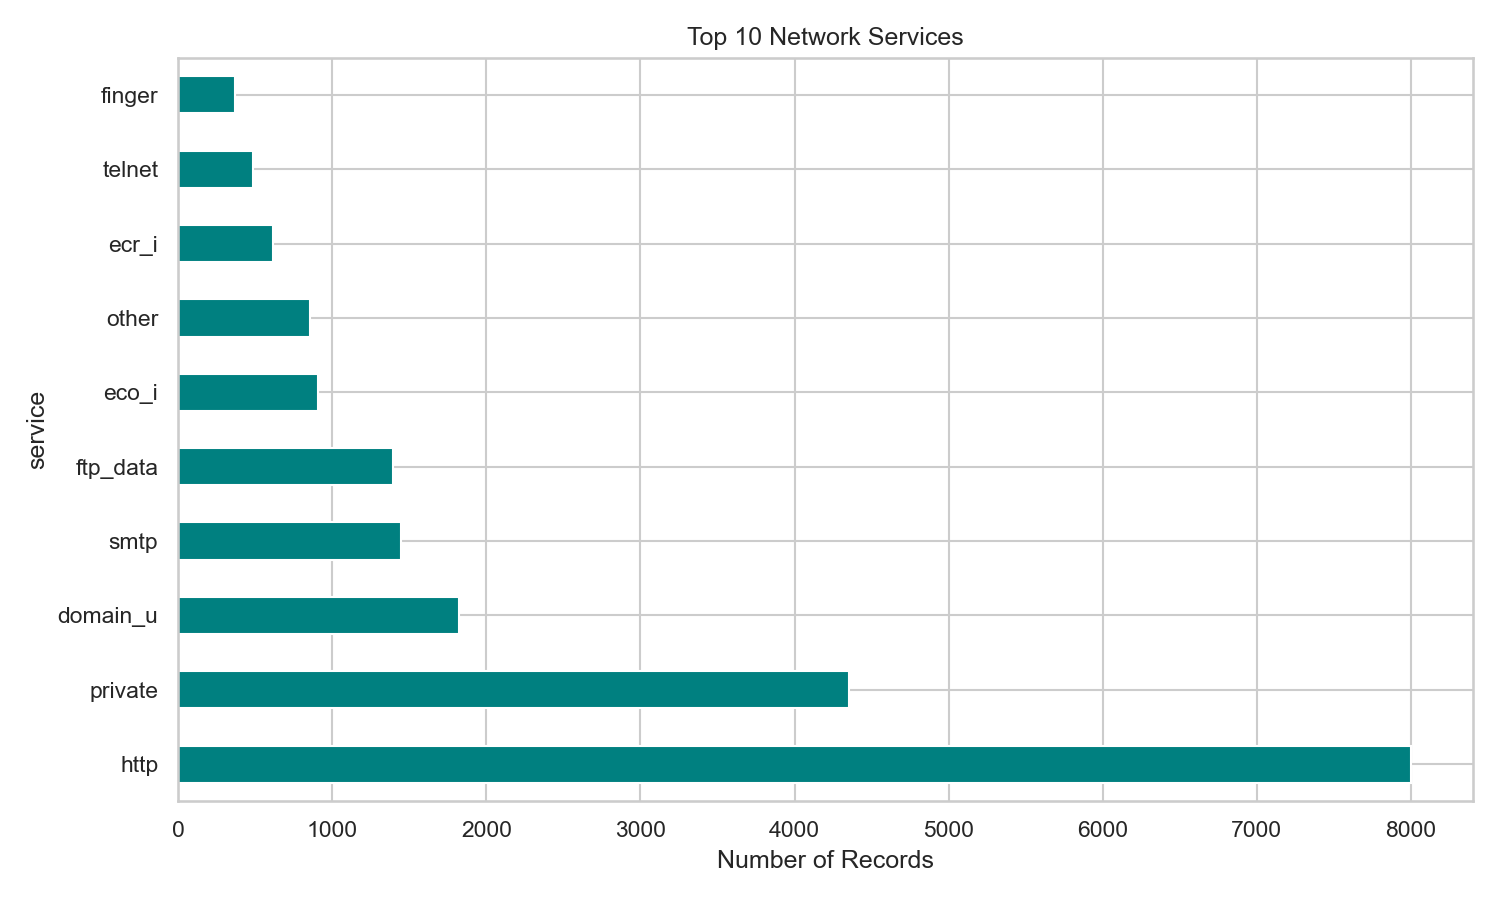 Top 10 Network Services
finger
telnet
ecr_i
other
eco_i
ftp_data
smtp
domain_u
private
http
service
0 1000 2000 3000 4000 5000 6000 7000 8000
Number of Records